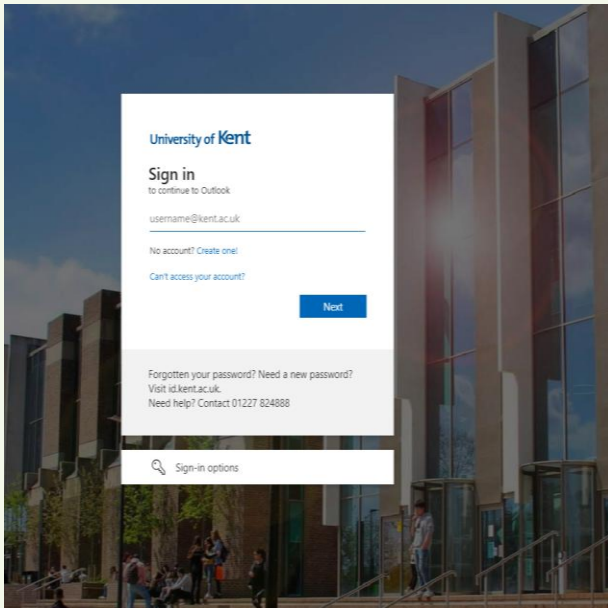 University of Kent
Sign in
to continue to Outlook
username@kent.ac.uk
No account? Create one!
Can't access your account?
Next
Forgotten your password? Need a new password?
Visit id.kent.ac.uk.
Need help? Contact 01227 824888
Sign-in options